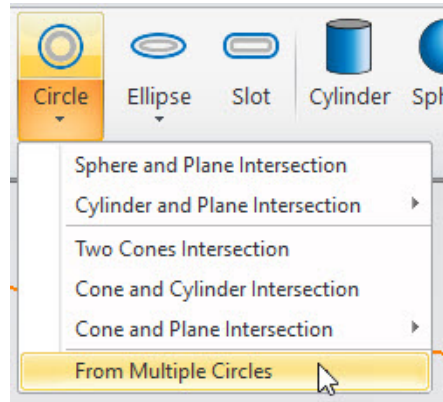 Circle Ellipse Slot Cylinder
Sphere and Plane Intersection
Cylinder and Plane Intersection
Two Cones Intersection
Cone and Cylinder Intersection
Cone and Plane Intersection
From Multiple Circles